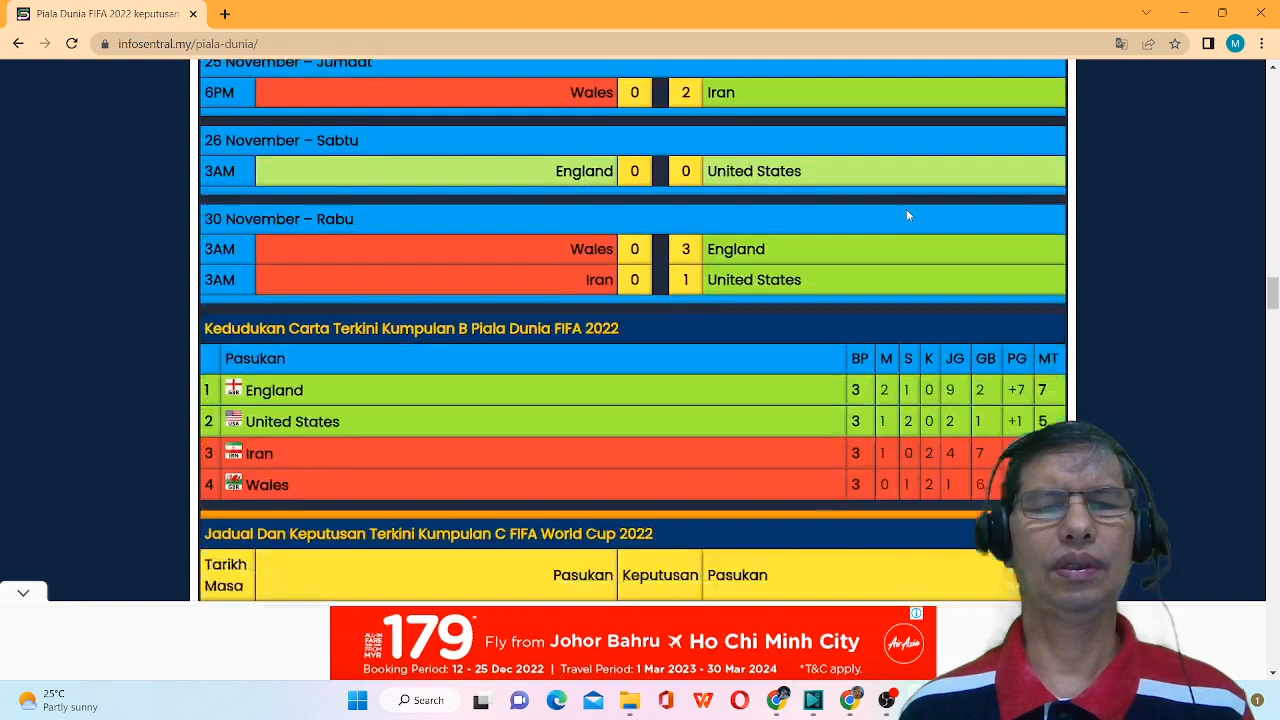 Piala Dunia FIFA 2022 keputusan
infosentral.my/piala-dunia/
M
25 November – Jumaat
6PM Wales 0 2 Iran
26 November – Sabtu
3AM England 0 0 United States
30 November – Rabu
3AM Wales 0 3 England
3AM Iran 0 1 United States
Kedudukan Carta Terkini Kumpulan B Piala Dunia FIFA 2022
Pasukan BP M S K JG GB PG MT
1 England 3 2 1 0 9 2 +7 7
2 United States 3 1 2 0 2 1 +1 5
3 Iran 3 1 0 2 4 7
4 Wales 3 0 1 2 1 6
Jadual Dan Keputusan Terkini Kumpulan C FIFA World Cup 2022
Tarikh
Masa Pasukan Keputusan Pasukan
ALL-IN FARE FROM MYR 179* Fly from Johor Bahru Ho Chi Minh City AirAsia
Booking Period: 12 - 25 Dec 2022 | Travel Period: 1 Mar 2023 - 30 Mar 2024 *T&C apply.
25°C
Partly sunny
Search
1